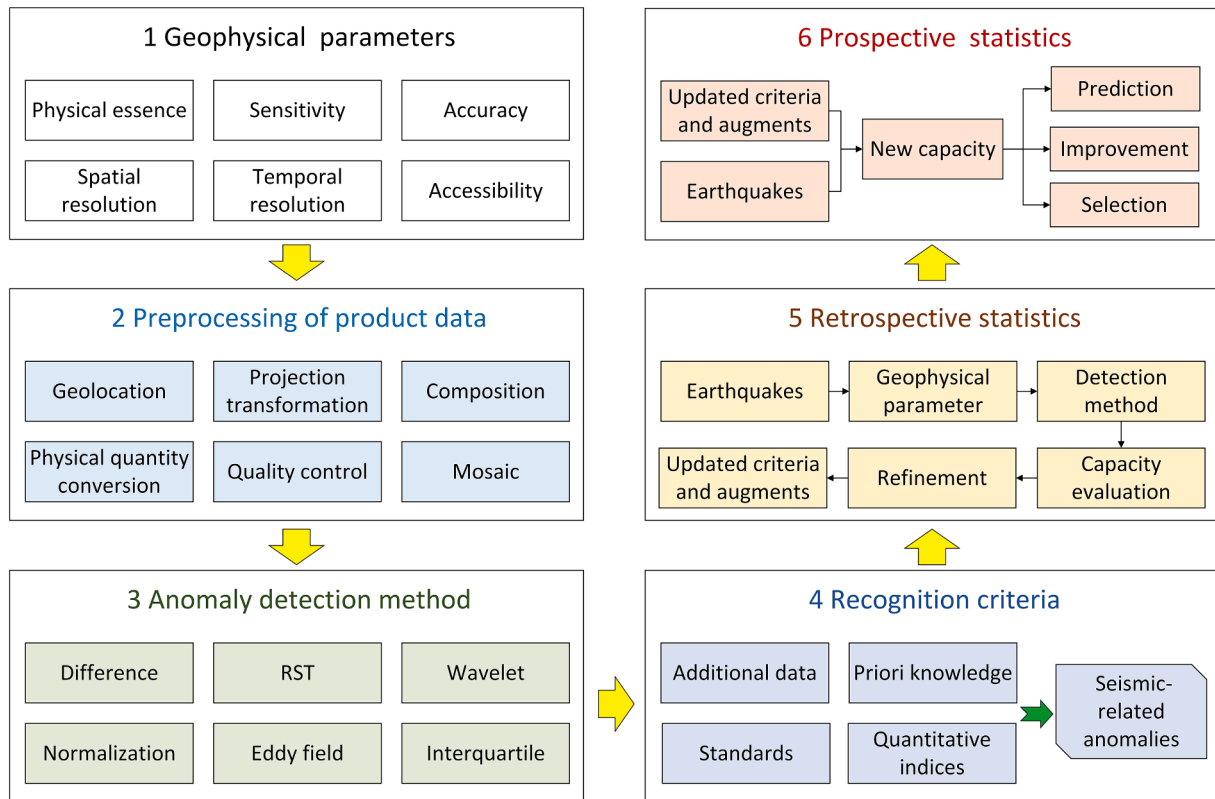 1 Geophysical parameters
Physical essence
Sensitivity
Accuracy
Spatial
resolution
Temporal
resolution
Accessibility
2 Preprocessing of product data
Geolocation
Projection
transformation
Composition
Physical quantity
conversion
Quality control
Mosaic
3 Anomaly detection method
Difference
RST
Wavelet
Normalization
Eddy field
Interquartile
4 Recognition criteria
Additional data
Priori knowledge
Standards
Quantitative
indices
Seismic-
related
anomalies
5 Retrospective statistics
Earthquakes
Geophysical
parameter
Detection
method
Updated criteria
and augments
Refinement
Capacity
evaluation
6 Prospective statistics
Updated criteria
and augments
Earthquakes
New capacity
Prediction
Improvement
Selection